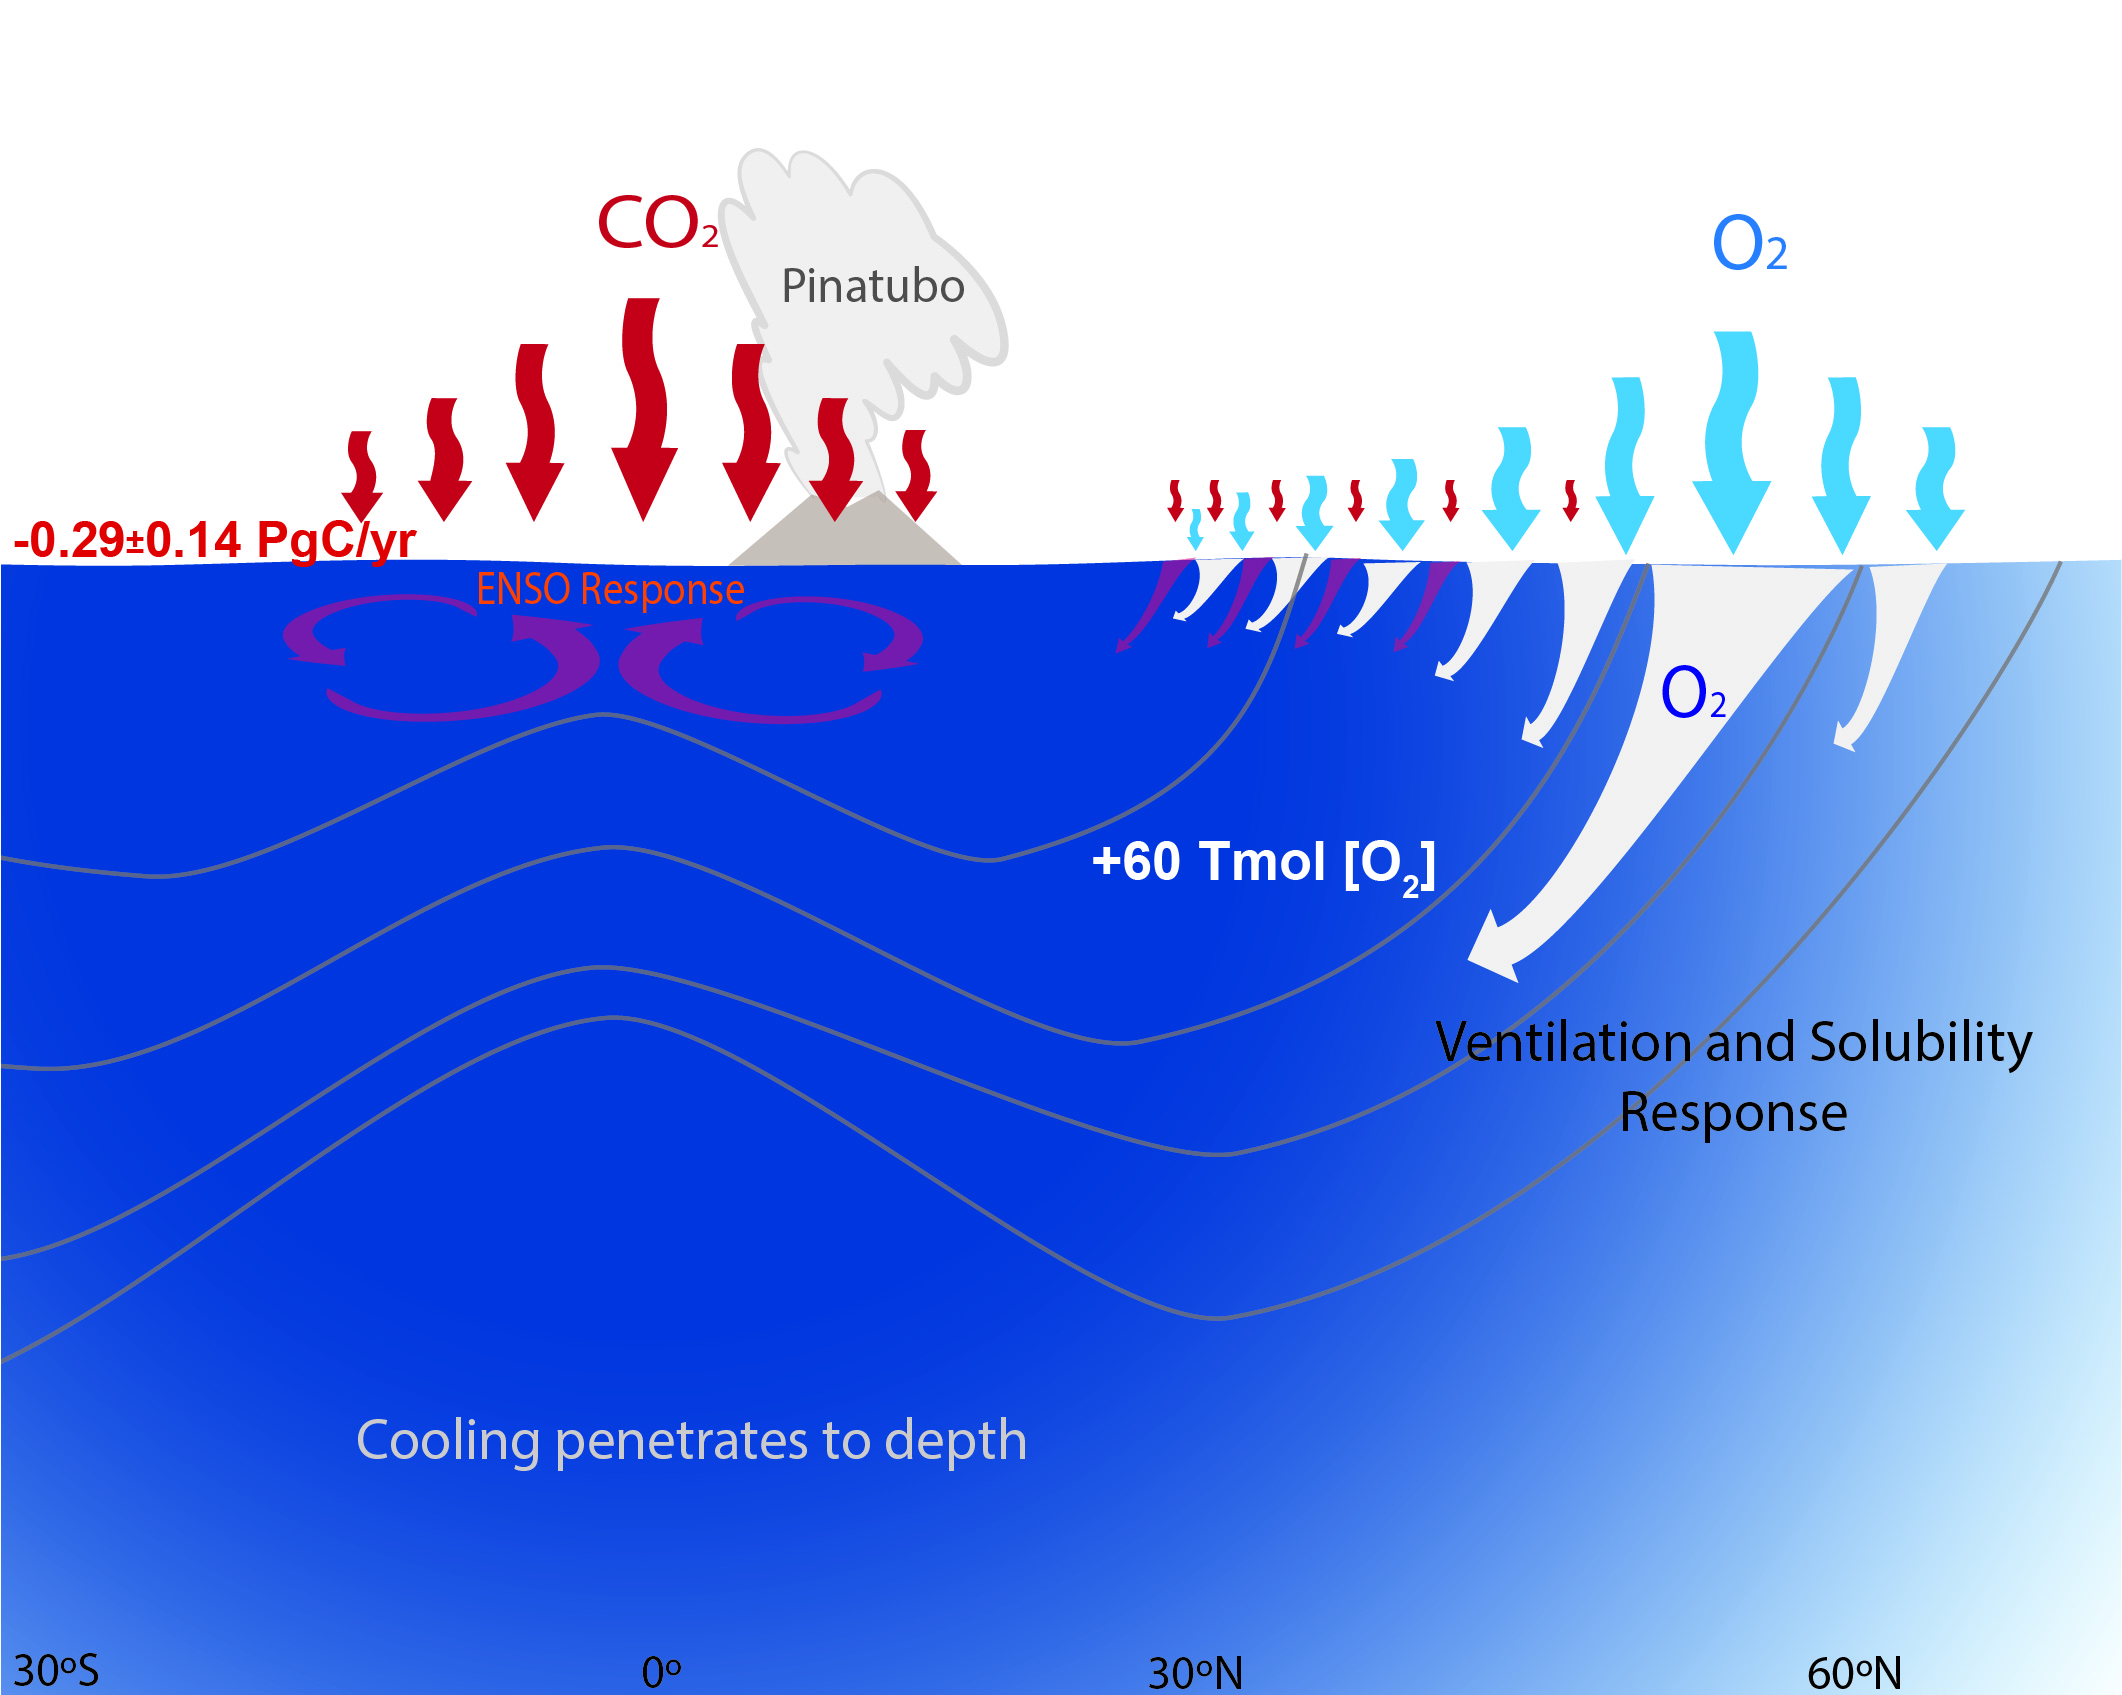 CO₂
O₂
Pinatubo
-0.29±0.14 PgC/yr
ENSO Response
O₂
+60 Tmol [O₂]
Ventilation and Solubility
Response
Cooling penetrates to depth
30ºS
0º
30ºN
60ºN